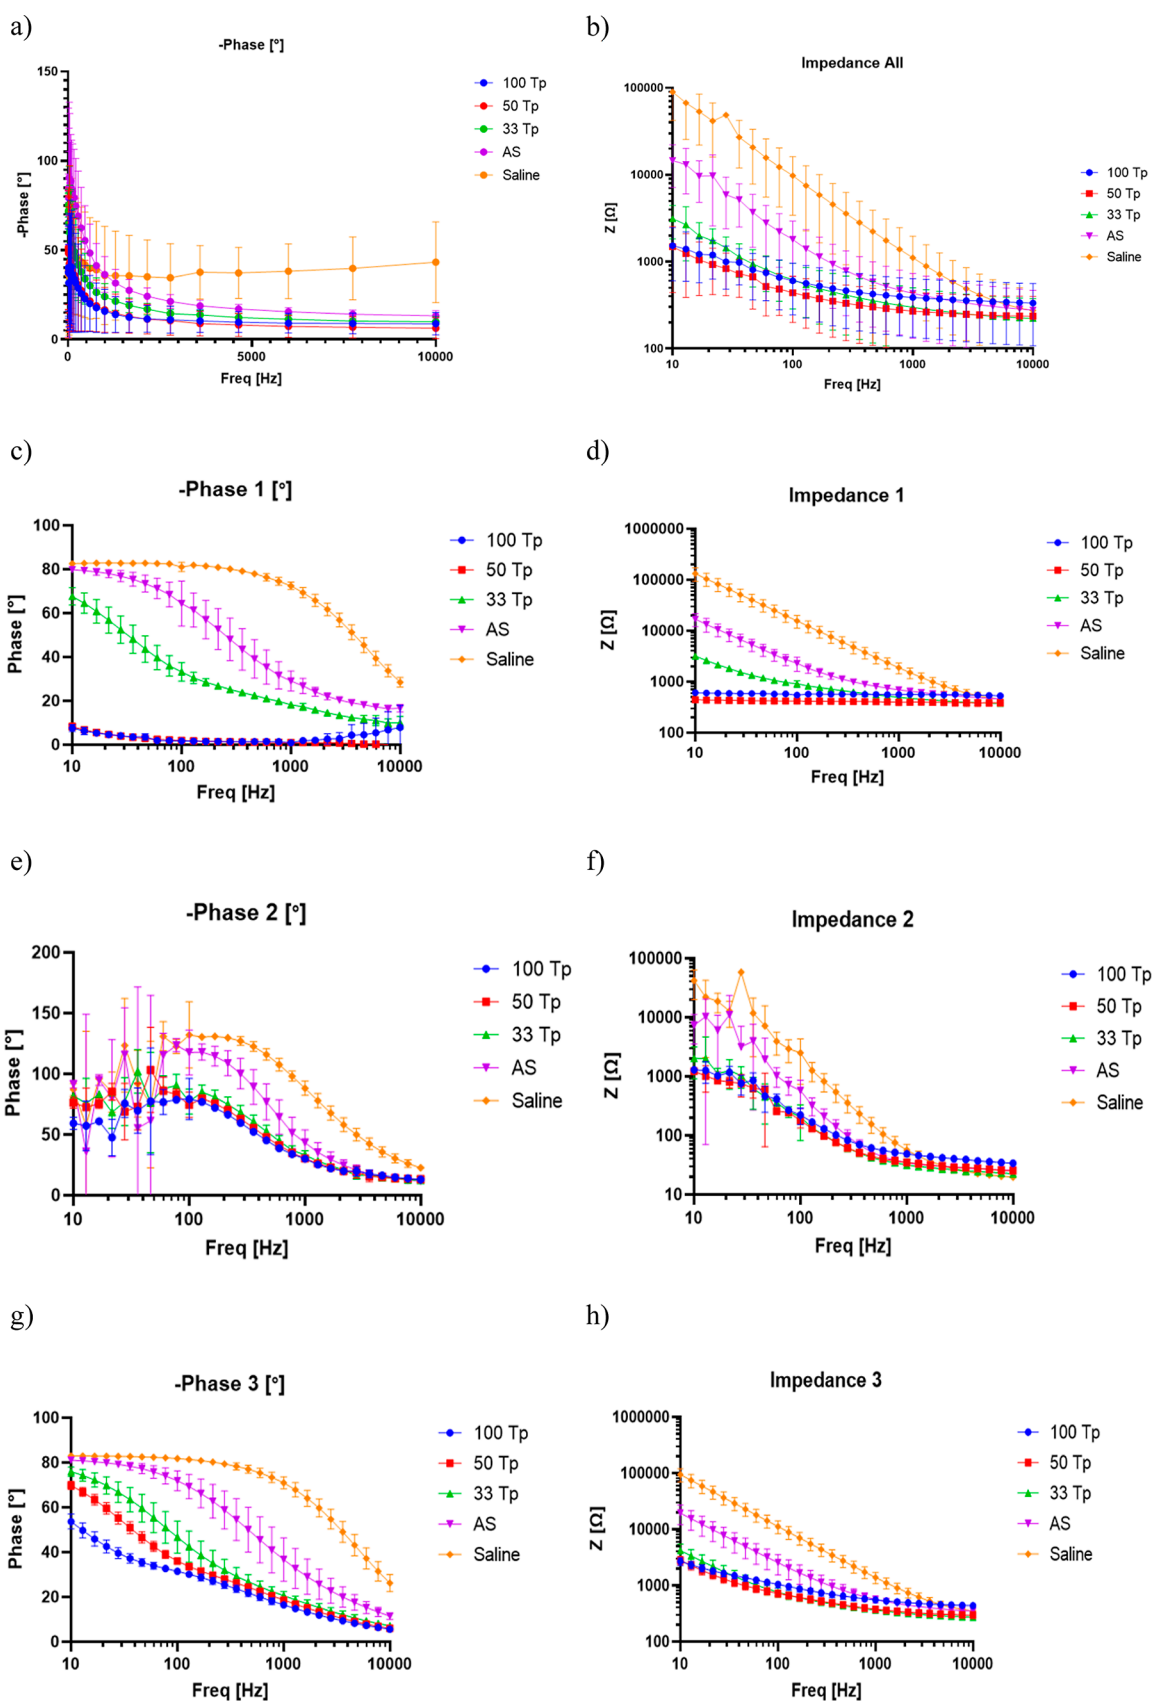 a)
-Phase [°]
150
100
50
0
-Phase [°]
0
5000
10000
Freq [Hz]
100 Tp
50 Tp
33 Tp
AS
Saline
b)
Impedance All
100000
10000
1000
100
Z [Ω]
10
100
1000
10000
Freq [Hz]
100 Tp
50 Tp
33 Tp
AS
Saline
c)
-Phase 1 [°]
100
80
60
40
20
0
Phase [°]
10
100
1000
10000
Freq [Hz]
100 Tp
50 Tp
33 Tp
AS
Saline
d)
Impedance 1
1000000
100000
10000
1000
100
Z [Ω]
10
100
1000
10000
Freq [Hz]
100 Tp
50 Tp
33 Tp
AS
Saline
e)
-Phase 2 [°]
200
150
100
50
0
Phase [°]
10
100
1000
10000
Freq [Hz]
100 Tp
50 Tp
33 Tp
AS
Saline
f)
Impedance 2
100000
10000
1000
100
10
Z [Ω]
10
100
1000
10000
Freq [Hz]
100 Tp
50 Tp
33 Tp
AS
Saline
g)
-Phase 3 [°]
100
80
60
40
20
0
Phase [°]
10
100
1000
10000
Freq [Hz]
100 Tp
50 Tp
33 Tp
AS
Saline
h)
Impedance 3
1000000
100000
10000
1000
100
Z [Ω]
10
100
1000
10000
Freq [Hz]
100 Tp
50 Tp
33 Tp
AS
Saline